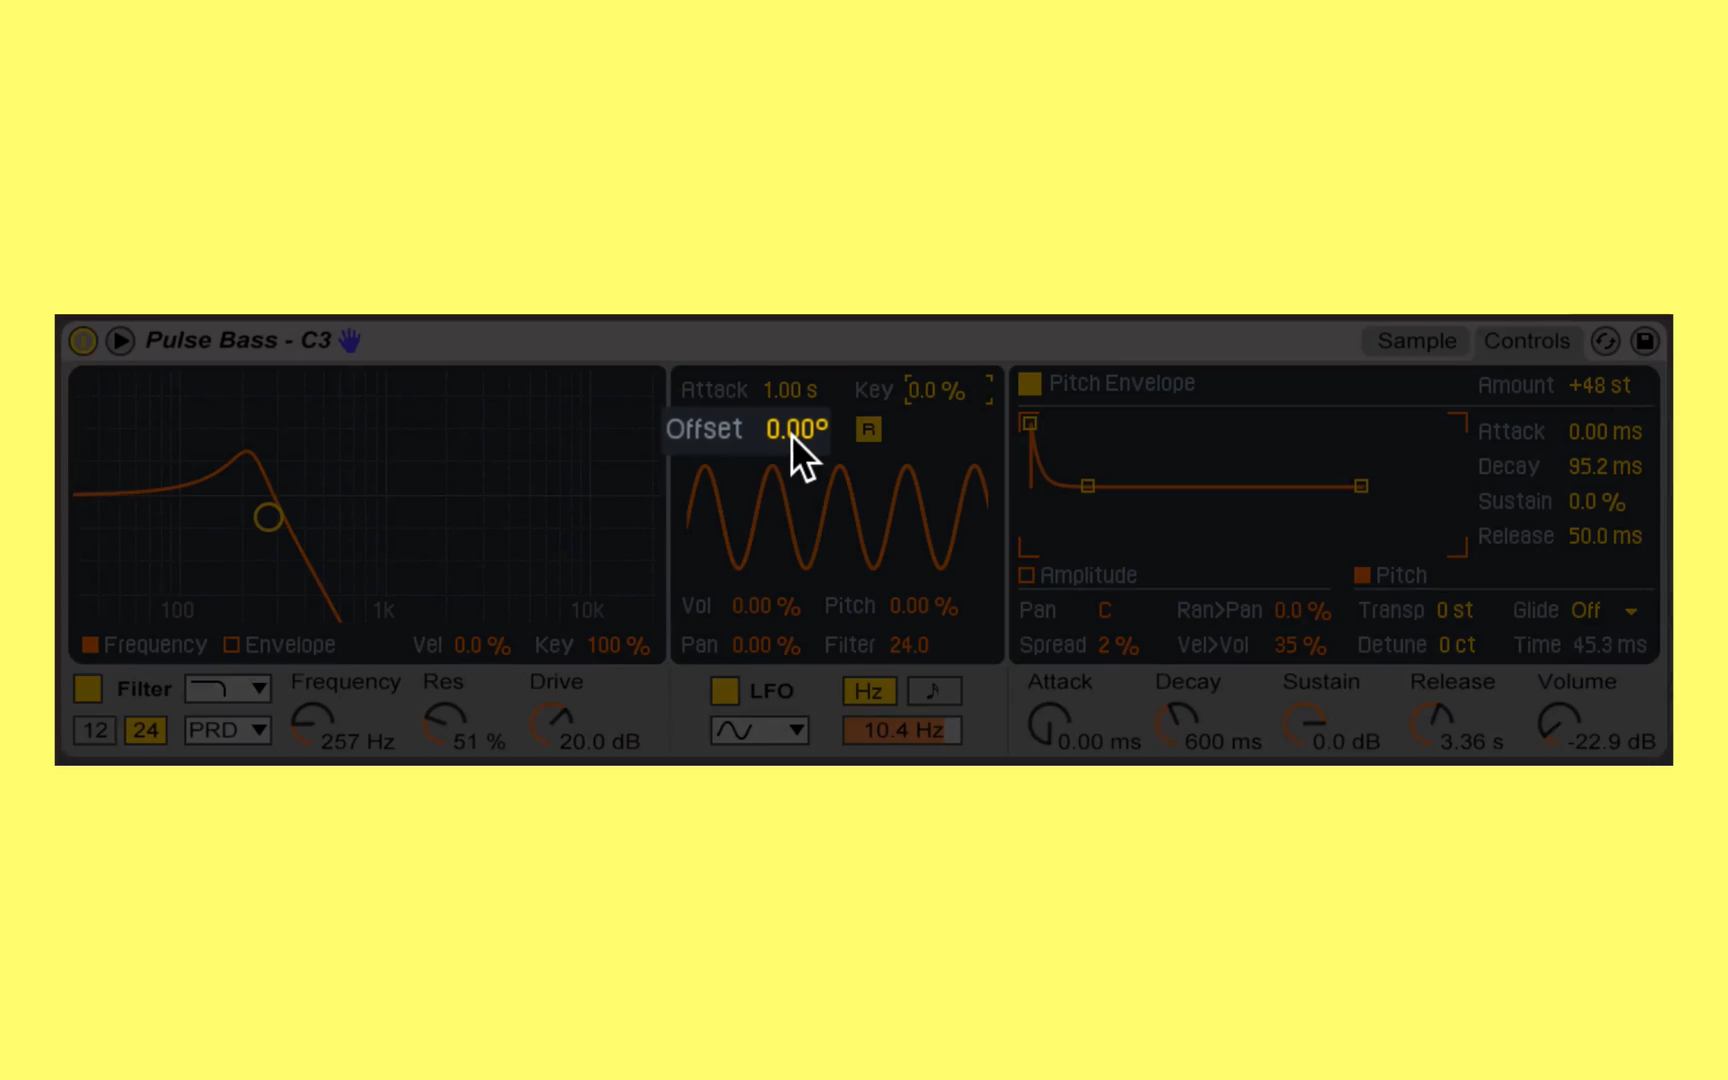 Pulse Bass - C3
Sample Controls
Attack 1.00 s Key 0.0 %
Offset 0.00° R
Pitch Envelope Amount +48 st
Attack 0.00 ms
Decay 95.2 ms
Sustain 0.0 %
Release 50.0 ms
100 1k 10k
Frequency Envelope Vel 0.0 % Key 100 %
Vol 0.00 % Pitch 0.00 %
Pan 0.00 % Filter 24.0
Amplitude Pitch
Pan C Ran>Pan 0.0 % Transp 0 st Glide Off
Spread 2 % Vel>Vol 35 % Detune 0 ct Time 45.3 ms
Filter Frequency Res Drive
12 24 PRD 257 Hz 51 % 20.0 dB
LFO Hz
10.4 Hz
Attack Decay Sustain Release Volume
0.00 ms 600 ms 0.0 dB 3.36 s -22.9 dB